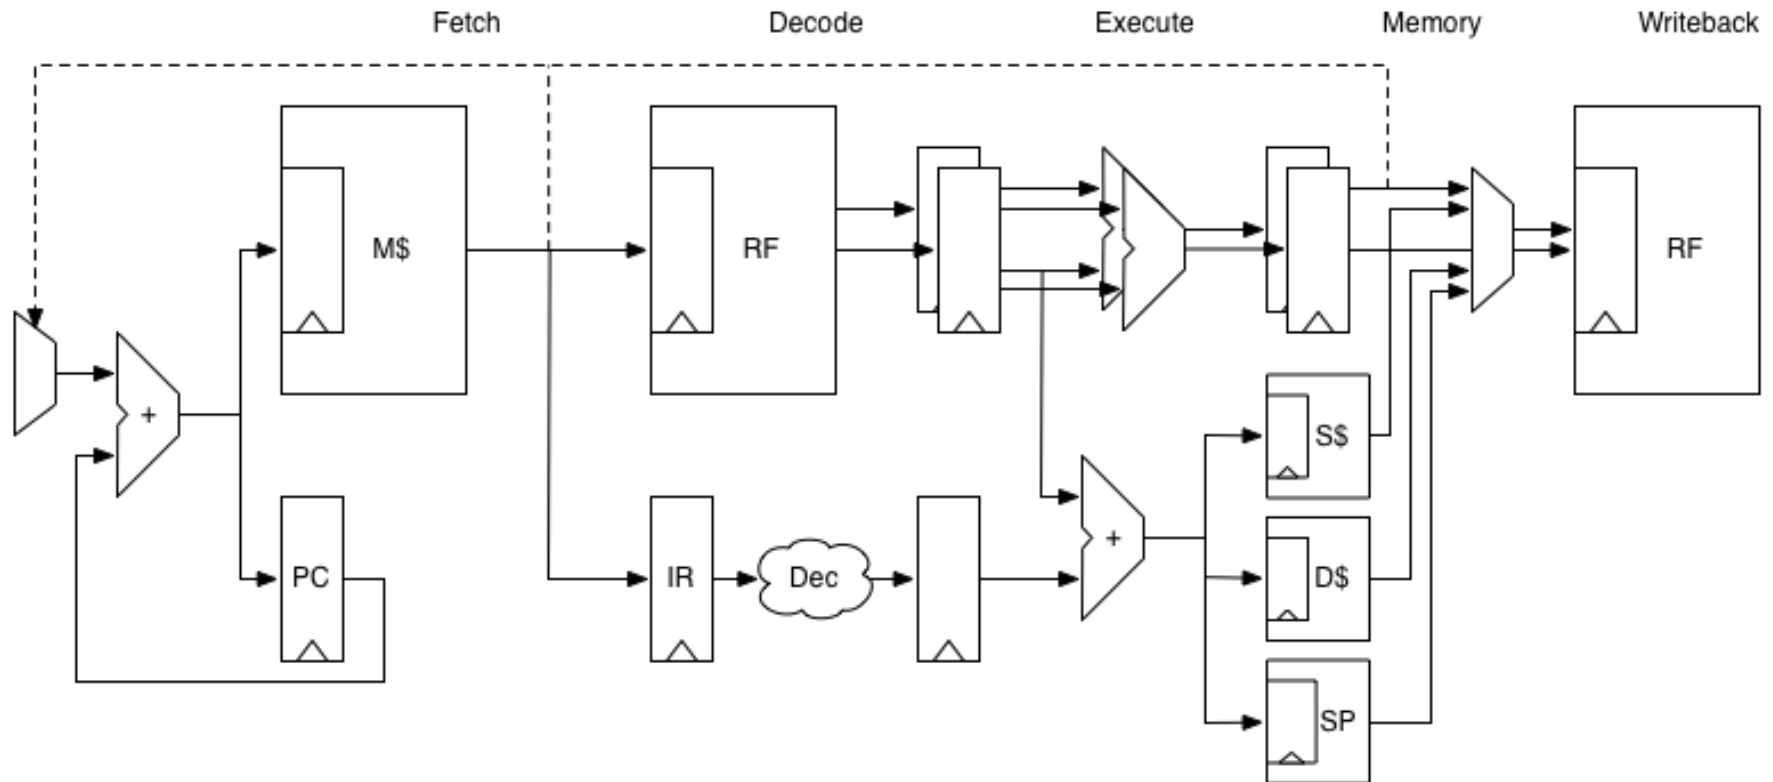 Fetch Decode Execute Memory Writeback
M$ RF RF
+
S$
+
PC IR Dec D$
SP